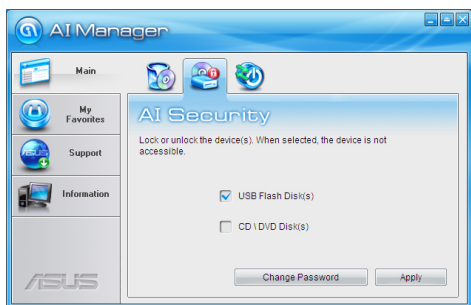 AI Manager
Main
My
Favorites
Support
Information
AI Security
Lock or unlock the device(s). When selected, the device is not
accessible.
USB Flash Disk(s)
CD \ DVD Disk(s)
Change Password
Apply
ASUS